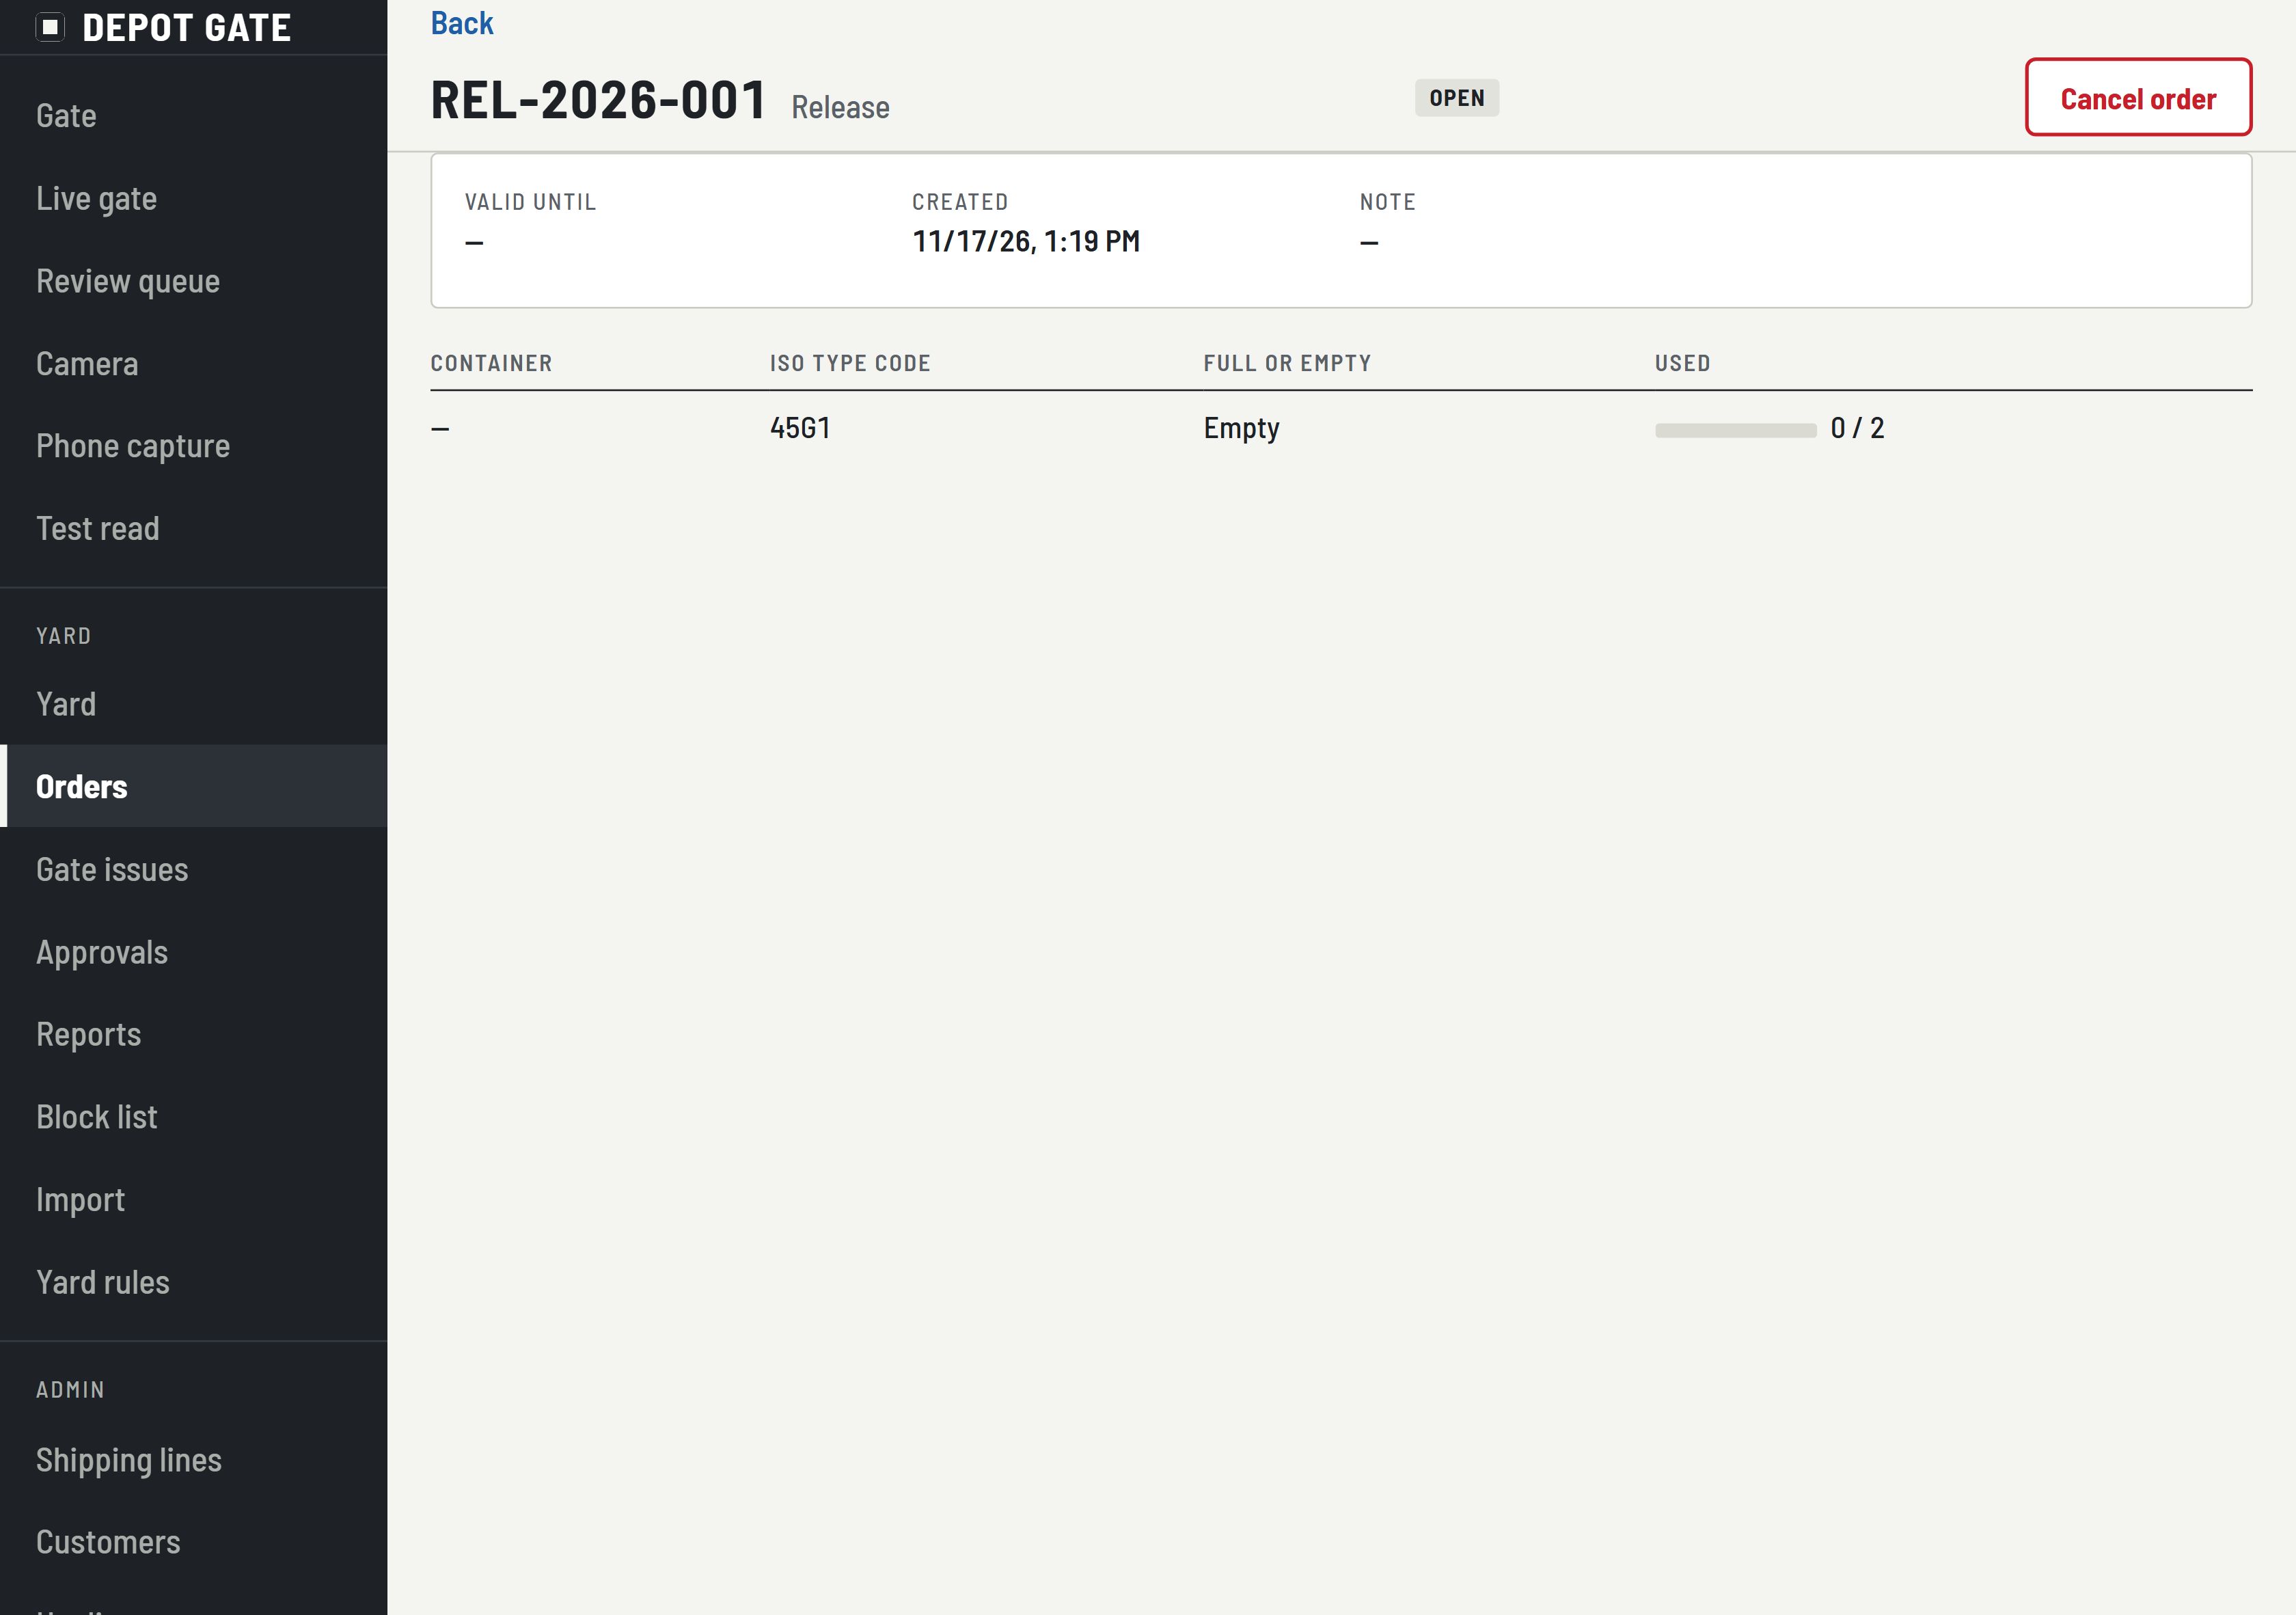 DEPOT GATE
Gate
Live gate
Review queue
Camera
Phone capture
Test read
YARD
Yard
Orders
Gate issues
Approvals
Reports
Block list
Import
Yard rules
ADMIN
Shipping lines
Customers
Back
REL-2026-001 Release OPEN Cancel order
VALID UNTIL CREATED NOTE
– 11/17/26, 1:19 PM –
CONTAINER ISO TYPE CODE FULL OR EMPTY USED
– 45G1 Empty 0 / 2